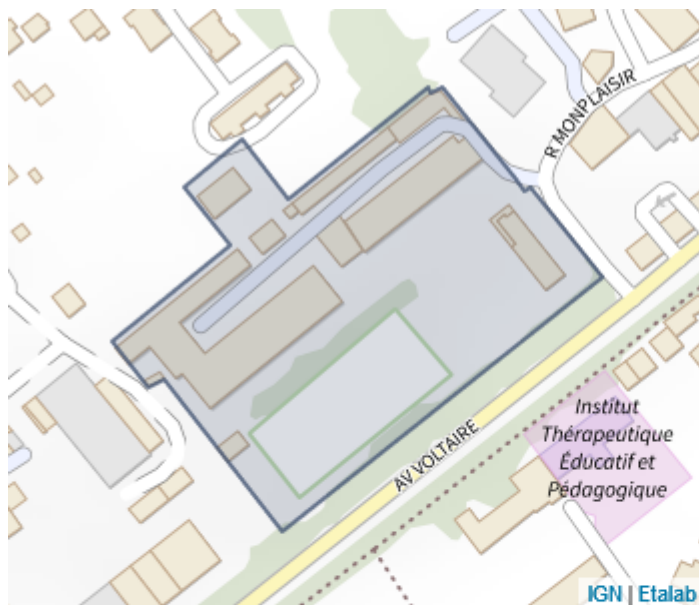 R MONPLAISIR
AV VOLTAIRE
Institut
Thérapeutique
Éducatif et
Pédagogique
IGN | Etalab